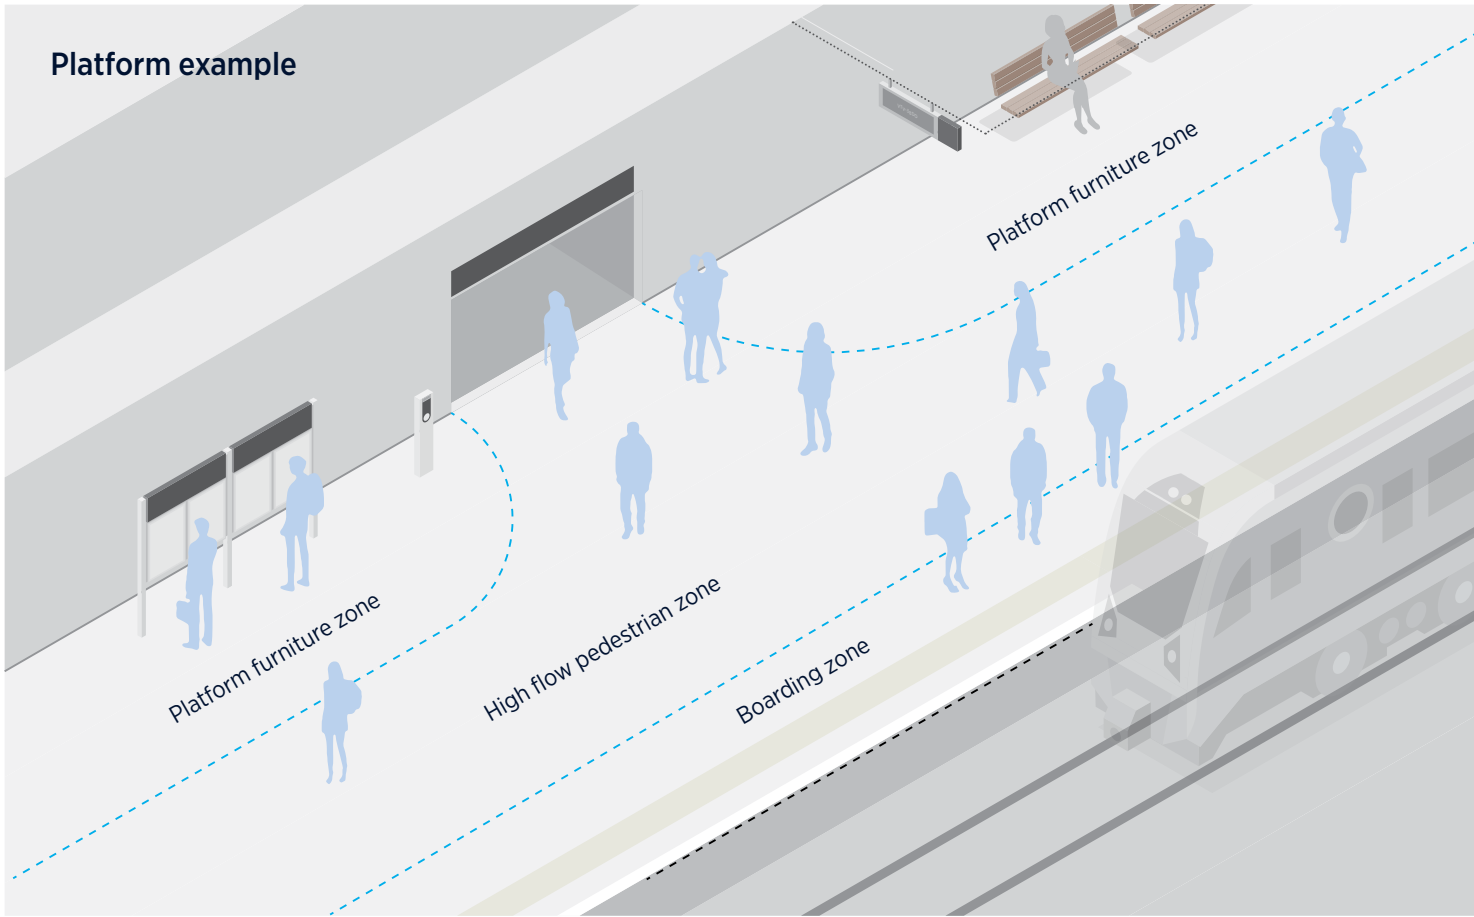 Platform example
Platform furniture zone
Platform furniture zone
High flow pedestrian zone
Boarding zone